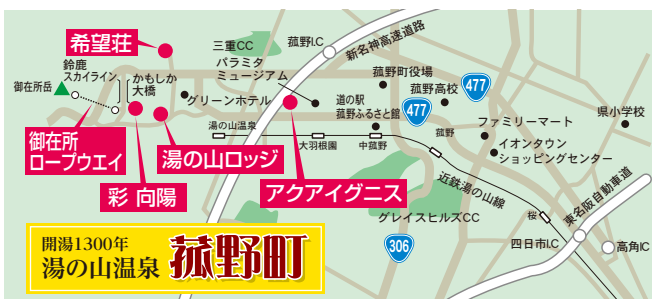 希望荘
三重CC
菰野I.C
新名神高速道路
鈴鹿
スカイライン
かもしか
大橋
パラミタ
ミュージアム
菰野町役場
菰野高校
477
御在所岳
グリーンホテル
道の駅
菰野ふるさと館
477
県小学校
御在所
ロープウエイ
湯の山温泉
大羽根園
中菰野
菰野
ファミリーマート
イオンタウン
ショッピングセンター
湯の山ロッジ
彩 向陽
アクアイグニス
近鉄湯の山線
東名阪自動車道
グレイスヒルズCC
桜
306
四日市I.C
高角IC
開湯1300年
湯の山温泉
菰野町